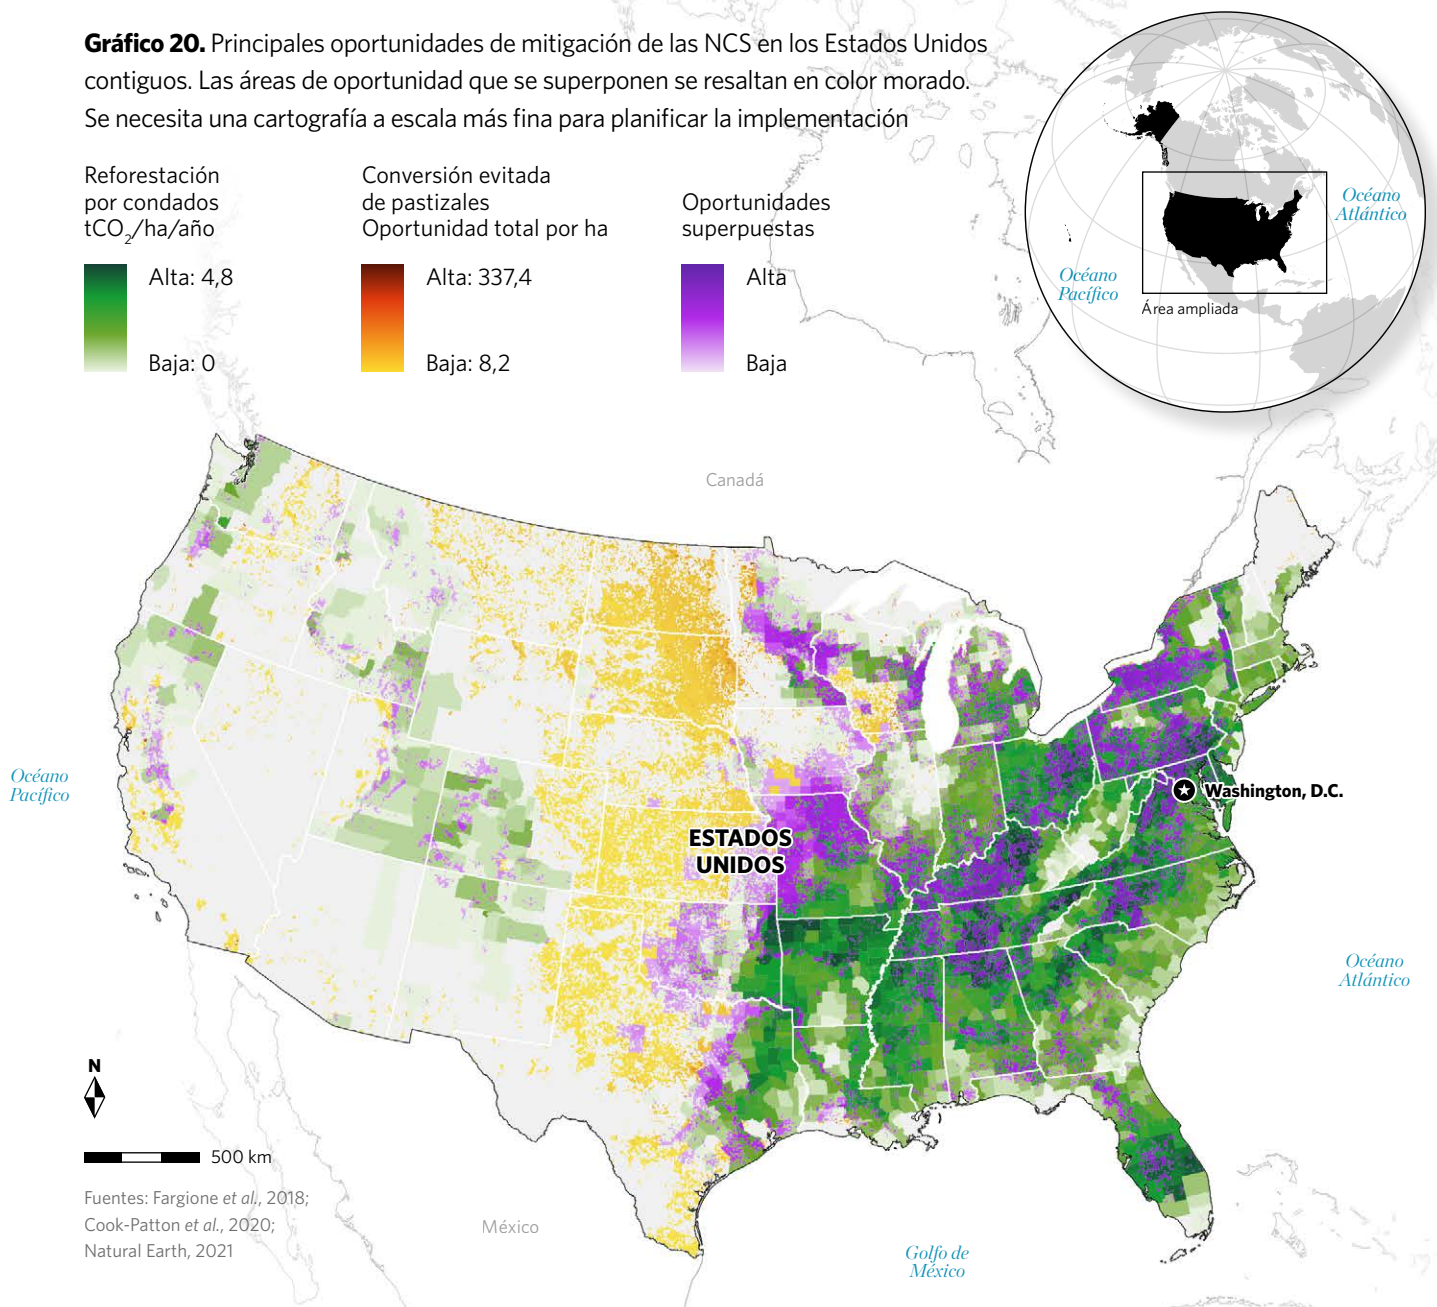 Gráfico 20. Principales oportunidades de mitigación de las NCS en los Estados Unidos
contiguos. Las áreas de oportunidad que se superponen se resaltan en color morado.
Se necesita una cartografía a escala más fina para planificar la implementación
Reforestación
por condados
tCO₂/ha/año
Alta: 4,8
Baja: 0
Conversión evitada
de pastizales
Oportunidad total por ha
Alta: 337,4
Baja: 8,2
Oportunidades
superpuestas
Alta
Baja
Océano
Atlántico
Océano
Pacífico
Área ampliada
Canadá
Océano
Pacífico
Washington, D.C.
ESTADOS
UNIDOS
Océano
Atlántico
N
500 km
Fuentes: Fargione et al., 2018;
Cook-Patton et al., 2020;
Natural Earth, 2021
México
Golfo de
México